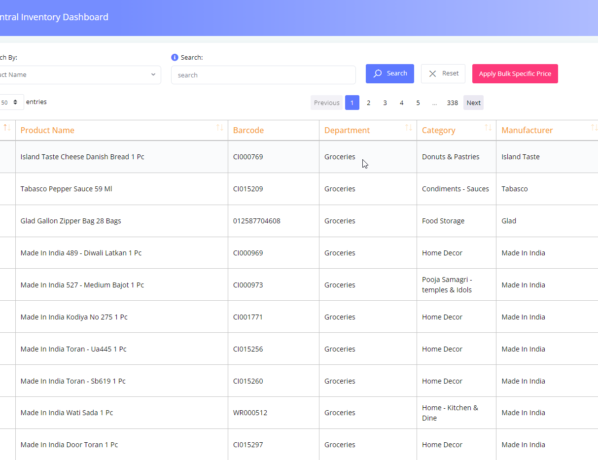 ntral Inventory Dashboard
ch By: Search:
uct Name search Search Reset Apply Bulk Specific Price
50 entries Previous 1 2 3 4 5 ... 338 Next
Product Name Barcode Department Category Manufacturer
Island Taste Cheese Danish Bread 1 Pc CI000769 Groceries Donuts & Pastries Island Taste
Tabasco Pepper Sauce 59 Ml CI015209 Groceries Condiments - Sauces Tabasco
Glad Gallon Zipper Bag 28 Bags 012587704608 Groceries Food Storage Glad
Made In India 489 - Diwali Latkan 1 Pc CI000969 Groceries Home Decor Made In India
Made In India 527 - Medium Bajot 1 Pc CI000973 Groceries Pooja Samagri -
temples & idols Made In India
Made In India Kodiya No 275 1 Pc CI001771 Groceries Home Decor Made In India
Made In India Toran - Ua445 1 Pc CI015256 Groceries Home Decor Made In India
Made In India Toran - Sb619 1 Pc CI015260 Groceries Home Decor Made In India
Made In India Wati Sada 1 Pc WR000512 Groceries Home - Kitchen &
Dine Made In India
Made In India Door Toran 1 Pc CI015297 Groceries Home Decor Made In India